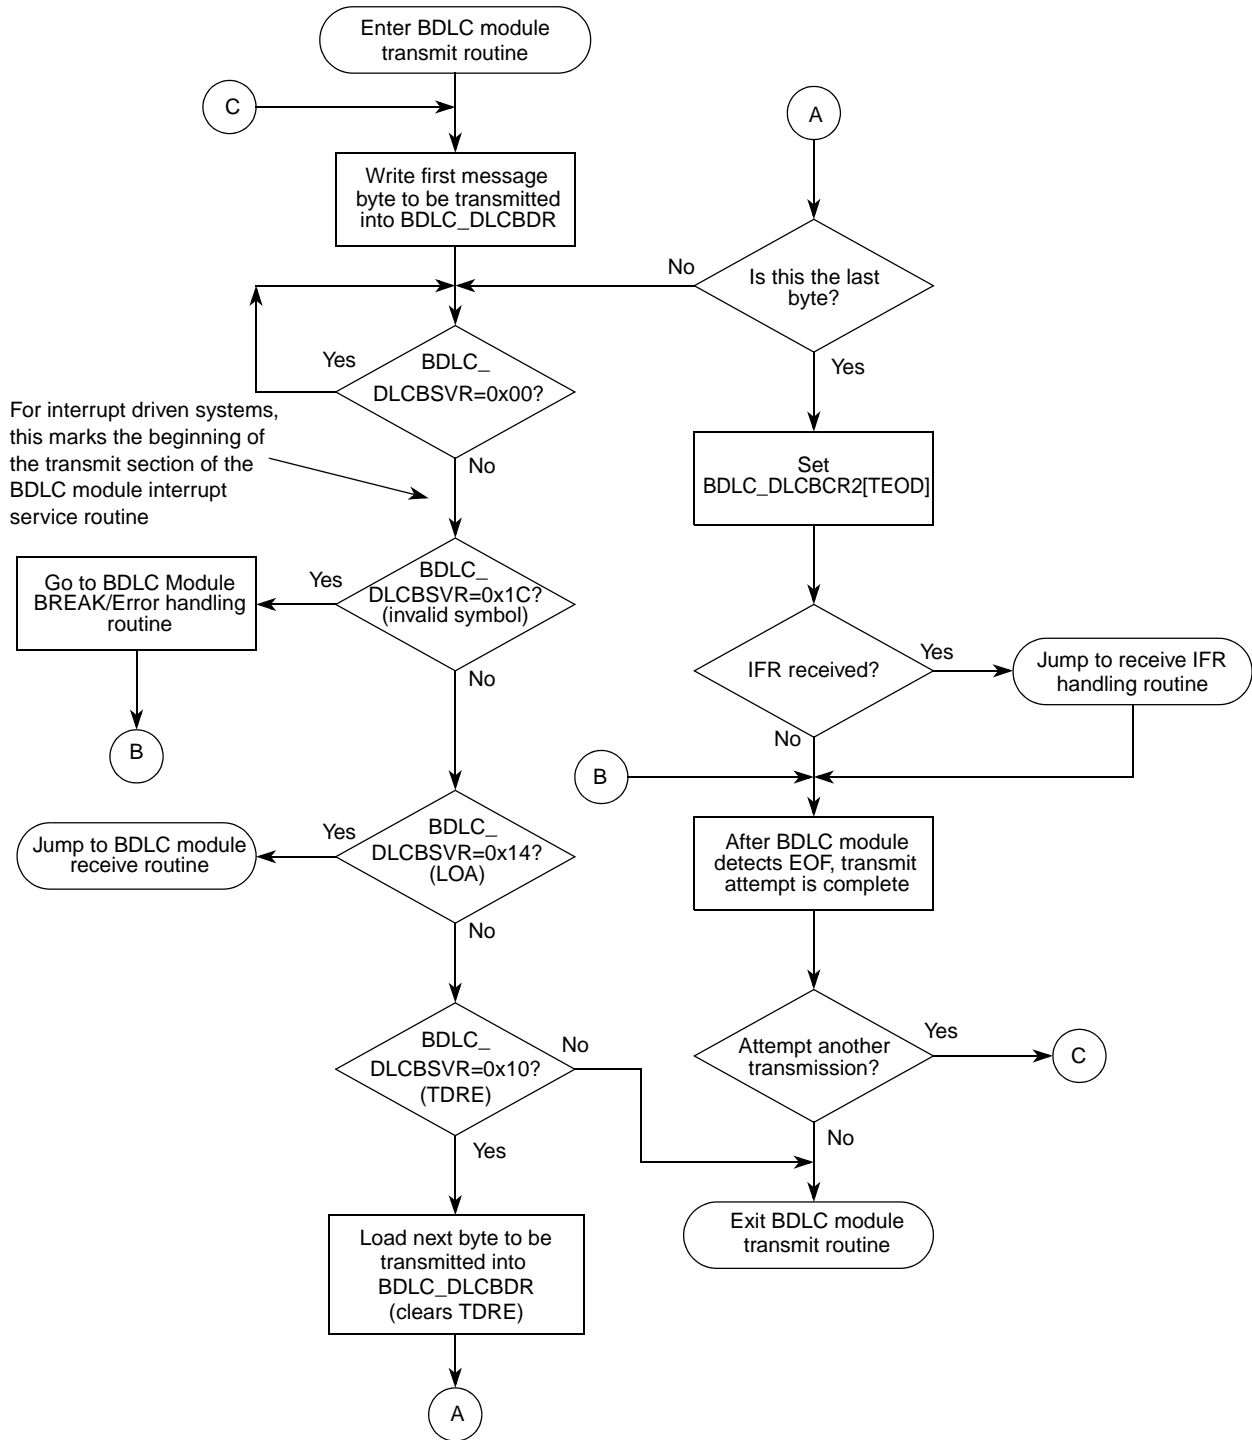 Enter BDLC module
transmit routine
C
Write first message
byte to be transmitted
into BDLC_DLCBDR
Yes
BDLC_
DLCBSVR=0x00?
No
For interrupt driven systems,
this marks the beginning of
the transmit section of the
BDLC module interrupt
service routine
BDLC_
DLCBSVR=0x1C?
(invalid symbol)
Yes
Go to BDLC Module
BREAK/Error handling
routine
B
No
BDLC_
DLCBSVR=0x14?
(LOA)
Yes
Jump to BDLC module
receive routine
No
BDLC_
DLCBSVR=0x10?
(TDRE)
No
Yes
Load next byte to be
transmitted into
BDLC_DLCBDR
(clears TDRE)
A
A
Is this the last
byte?
No
Yes
Set
BDLC_DLCBCR2[TEOD]
IFR received?
Yes
Jump to receive IFR
handling routine
No
B
After BDLC module
detects EOF, transmit
attempt is complete
Attempt another
transmission?
Yes
C
No
Exit BDLC module
transmit routine